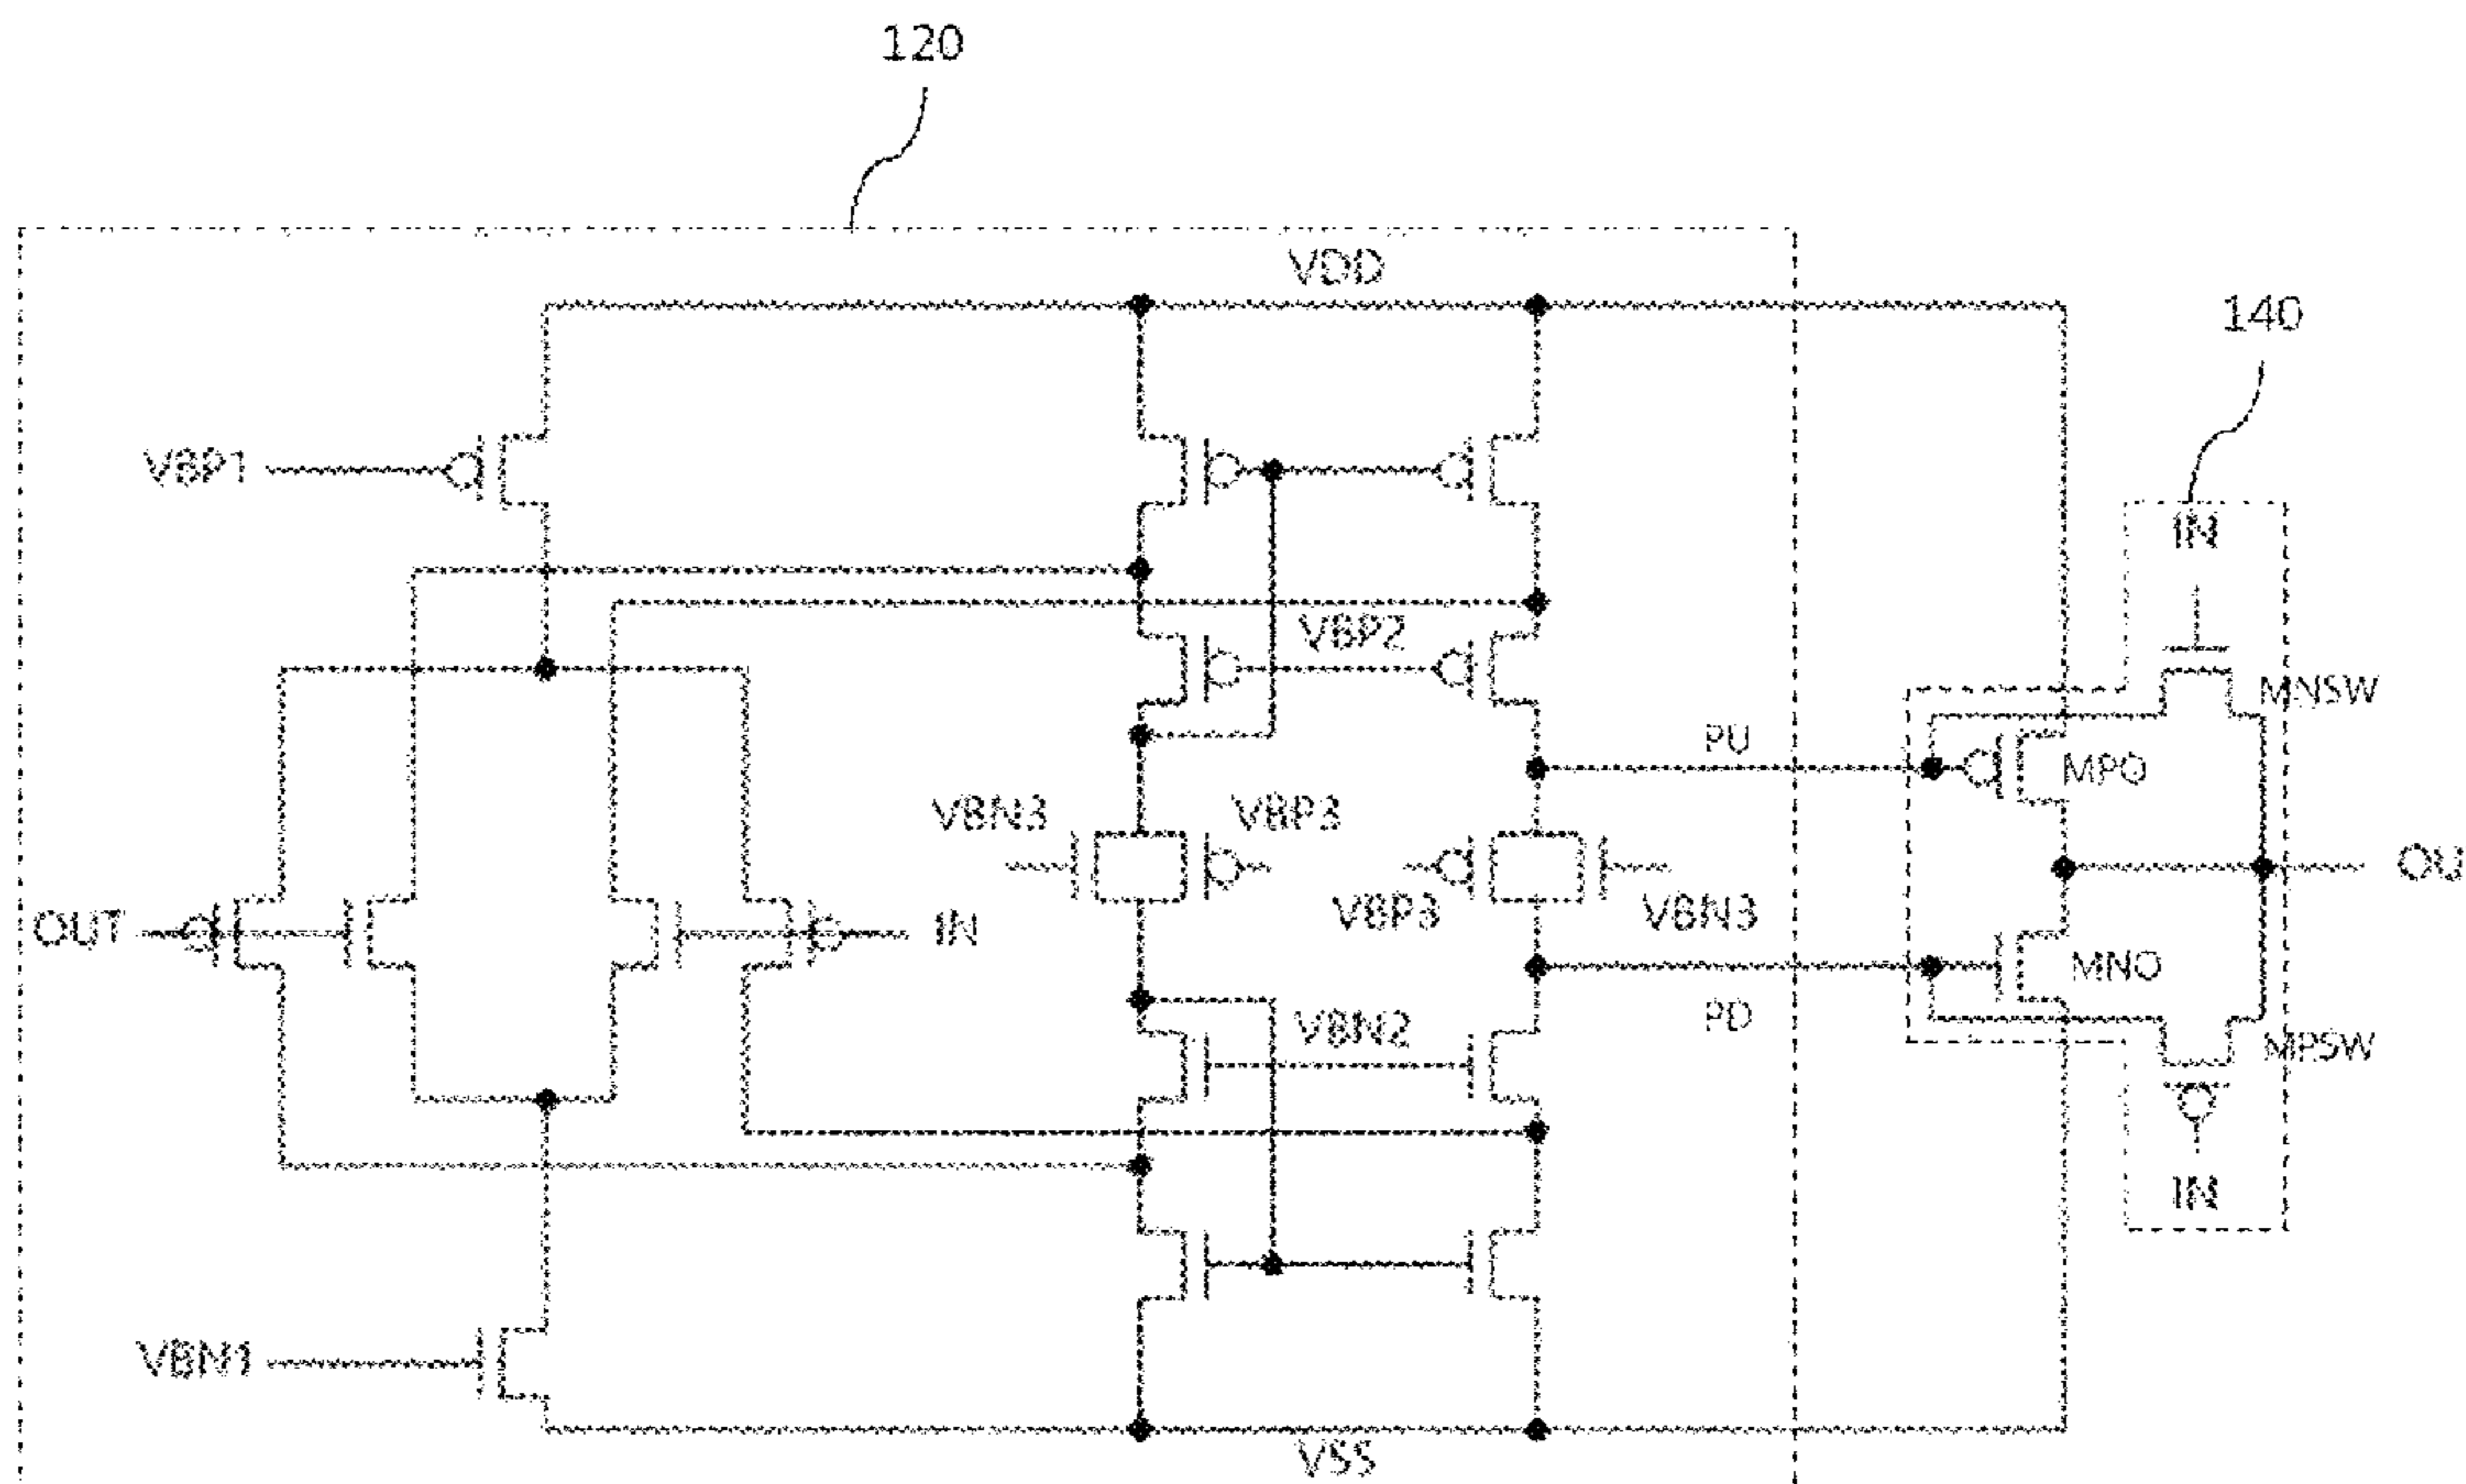 120
VDD
140
IN
VBP1
VBP2
MNSW
PU
MPO
VBN3
VBP3
VBP3
VBN3
OU
OUT
IN
MNO
PD
VBN2
MPSW
IN
VBN1
VSS